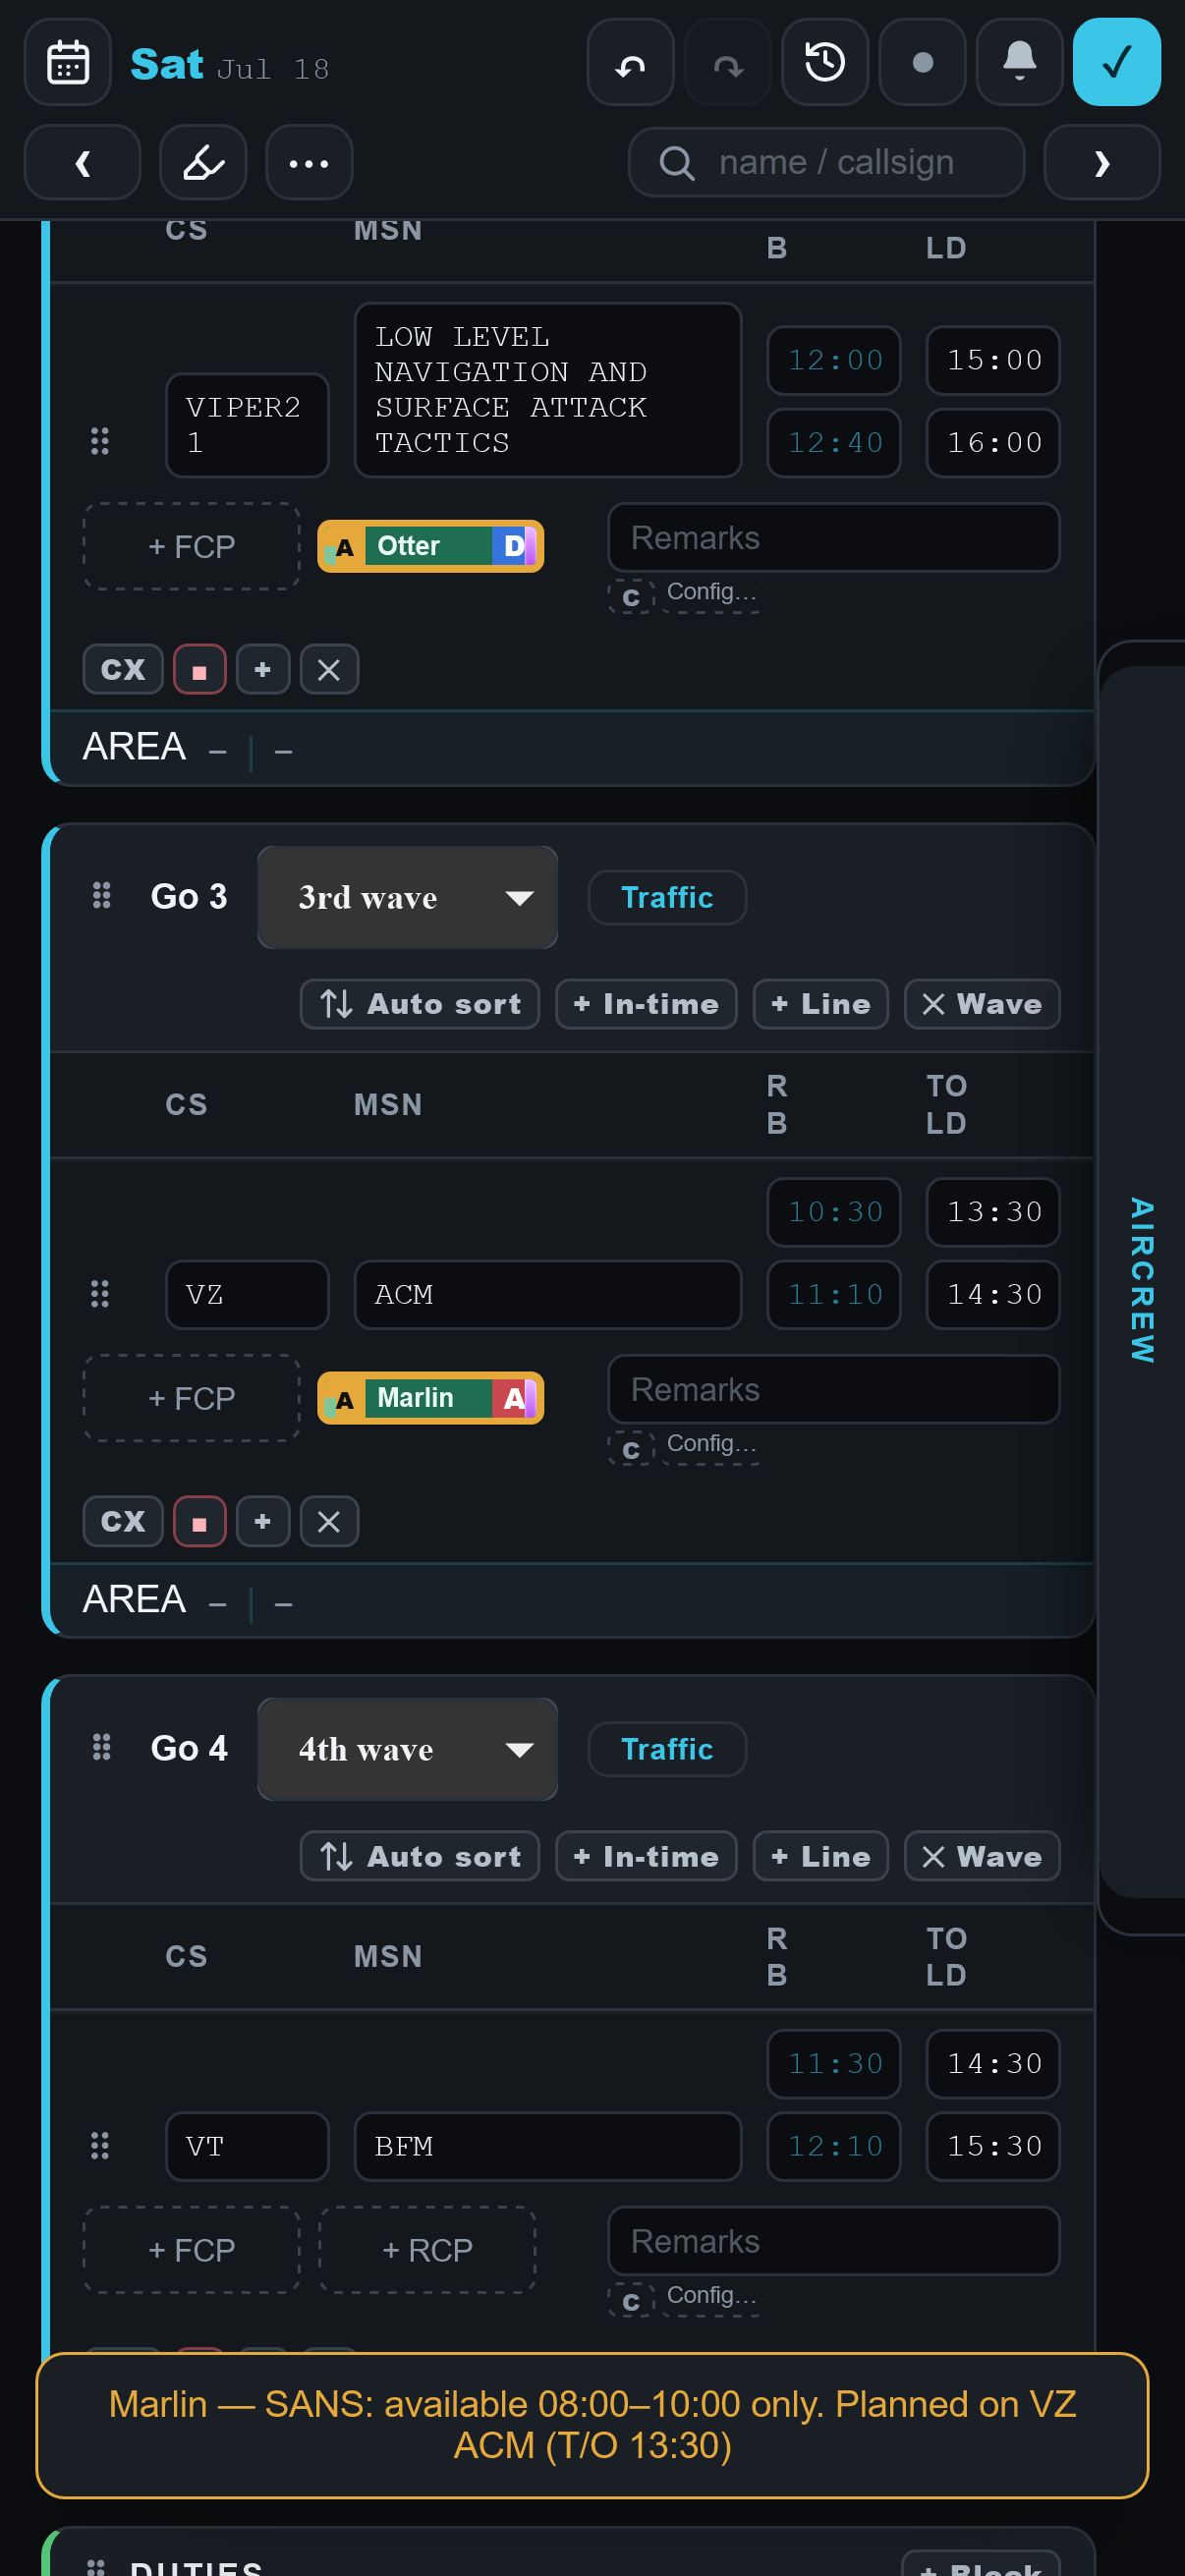 Sat Jul 18
name / callsign
CS MSN B LD
LOW LEVEL
NAVIGATION AND
SURFACE ATTACK
TACTICS
12:00 15:00
VIPER2
1
12:40 16:00
+ FCP A Otter D Remarks
C Config...
CX +
AREA – | –
Go 3 3rd wave Traffic
Auto sort + In-time + Line × Wave
CS MSN
R TO
B LD
10:30 13:30
VZ ACM 11:10 14:30
+ FCP A Marlin A Remarks
C Config...
CX +
AREA – | –
AIRCREW
Go 4 4th wave Traffic
Auto sort + In-time + Line × Wave
CS MSN
R TO
B LD
11:30 14:30
VT BFM 12:10 15:30
+ FCP + RCP Remarks
C Config...
Marlin — SANS: available 08:00–10:00 only. Planned on VZ
ACM (T/O 13:30)
DUTIES + Block